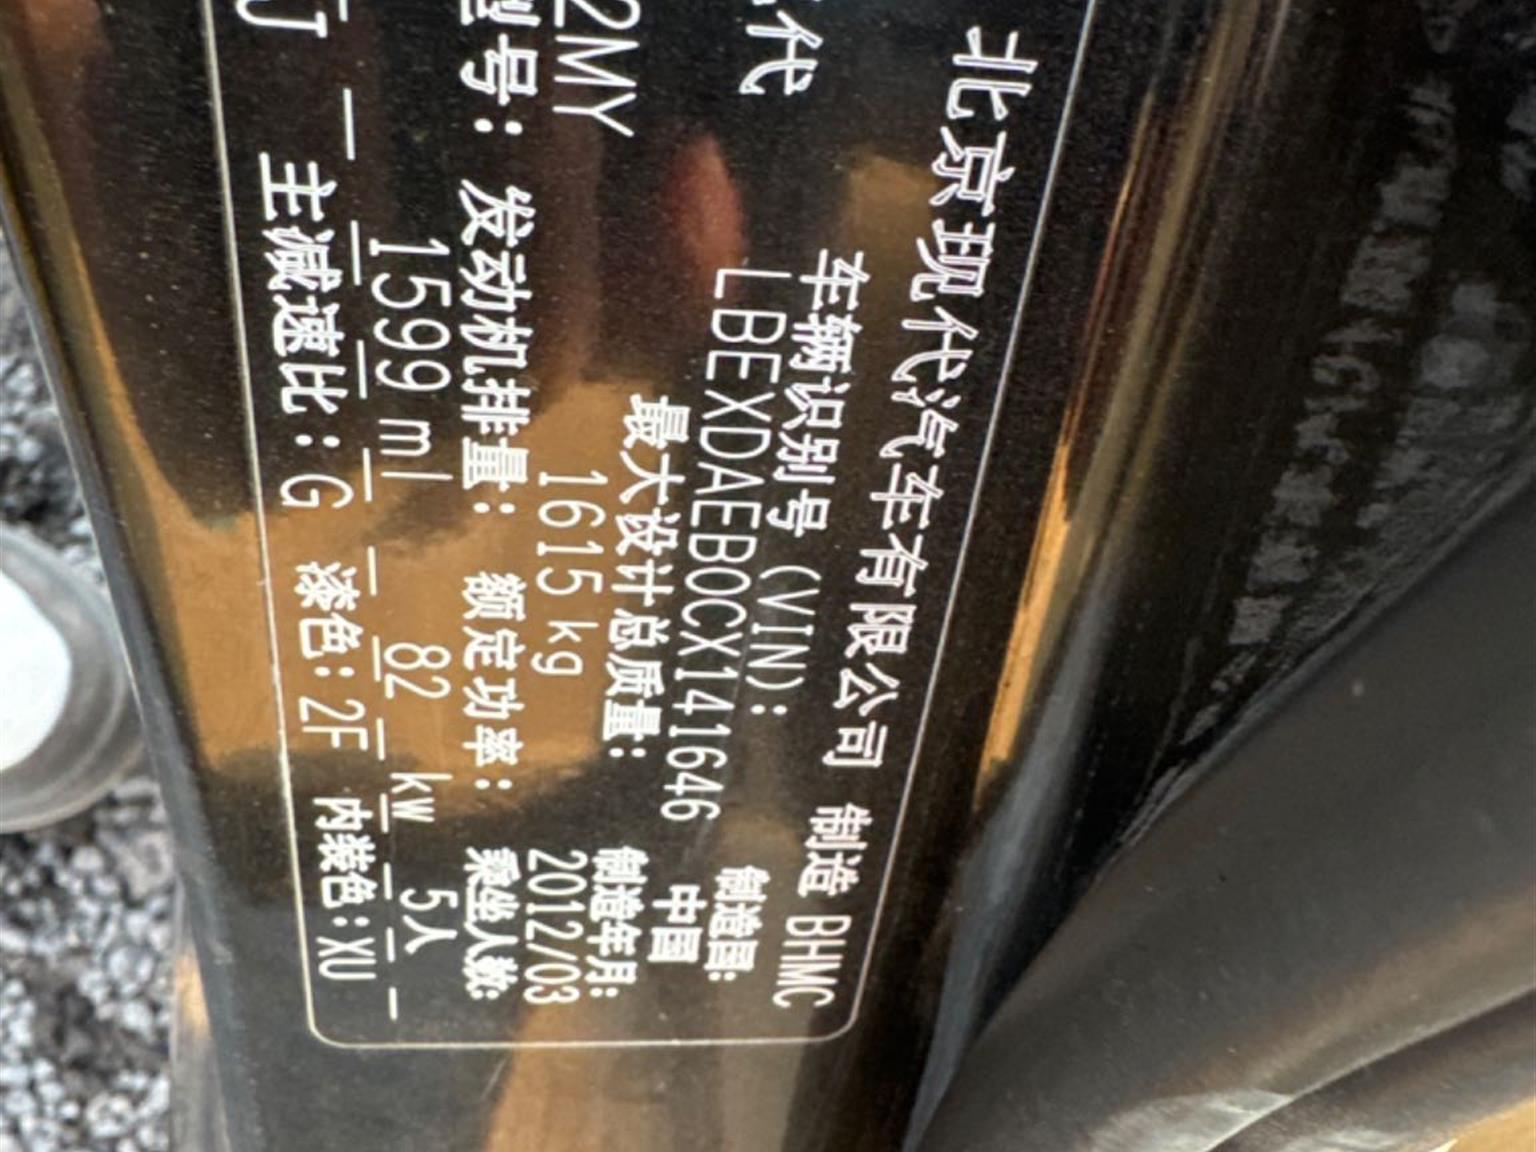 北京现代汽车有限公司 制造 BHMC
代 车辆识别号(VIN): 制造国:
LBEXDAEB0CX141646 中国
最大设计总质量: 制造年月:
2MY 1615 kg 2012/03
型号: 发动机排量: 额定功率: 乘坐人数:
1599 ml 82 kw 5人
主减速比:G 漆色:2F 内装色:XU